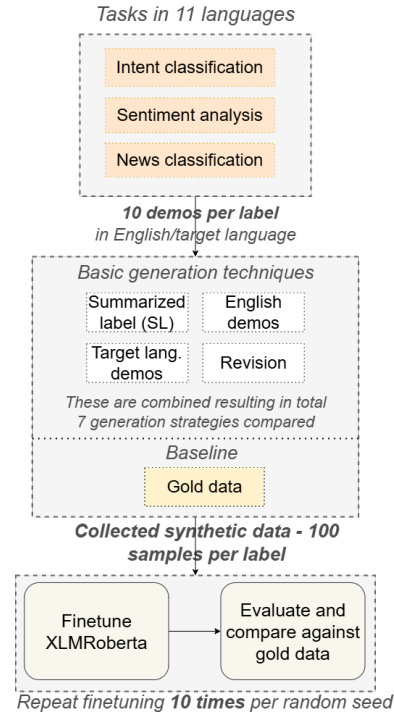 Tasks in 11 languages
Intent classification
Sentiment analysis
News classification
10 demos per label
in English/target language
Basic generation techniques
Summarized
label (SL)
English
demos
Target lang.
demos
Revision
These are combined resulting in total
7 generation strategies compared
Baseline
Gold data
Collected synthetic data - 100
samples per label
Finetune
XLMRoberta
Evaluate and
compare against
gold data
Repeat finetuning 10 times per random seed